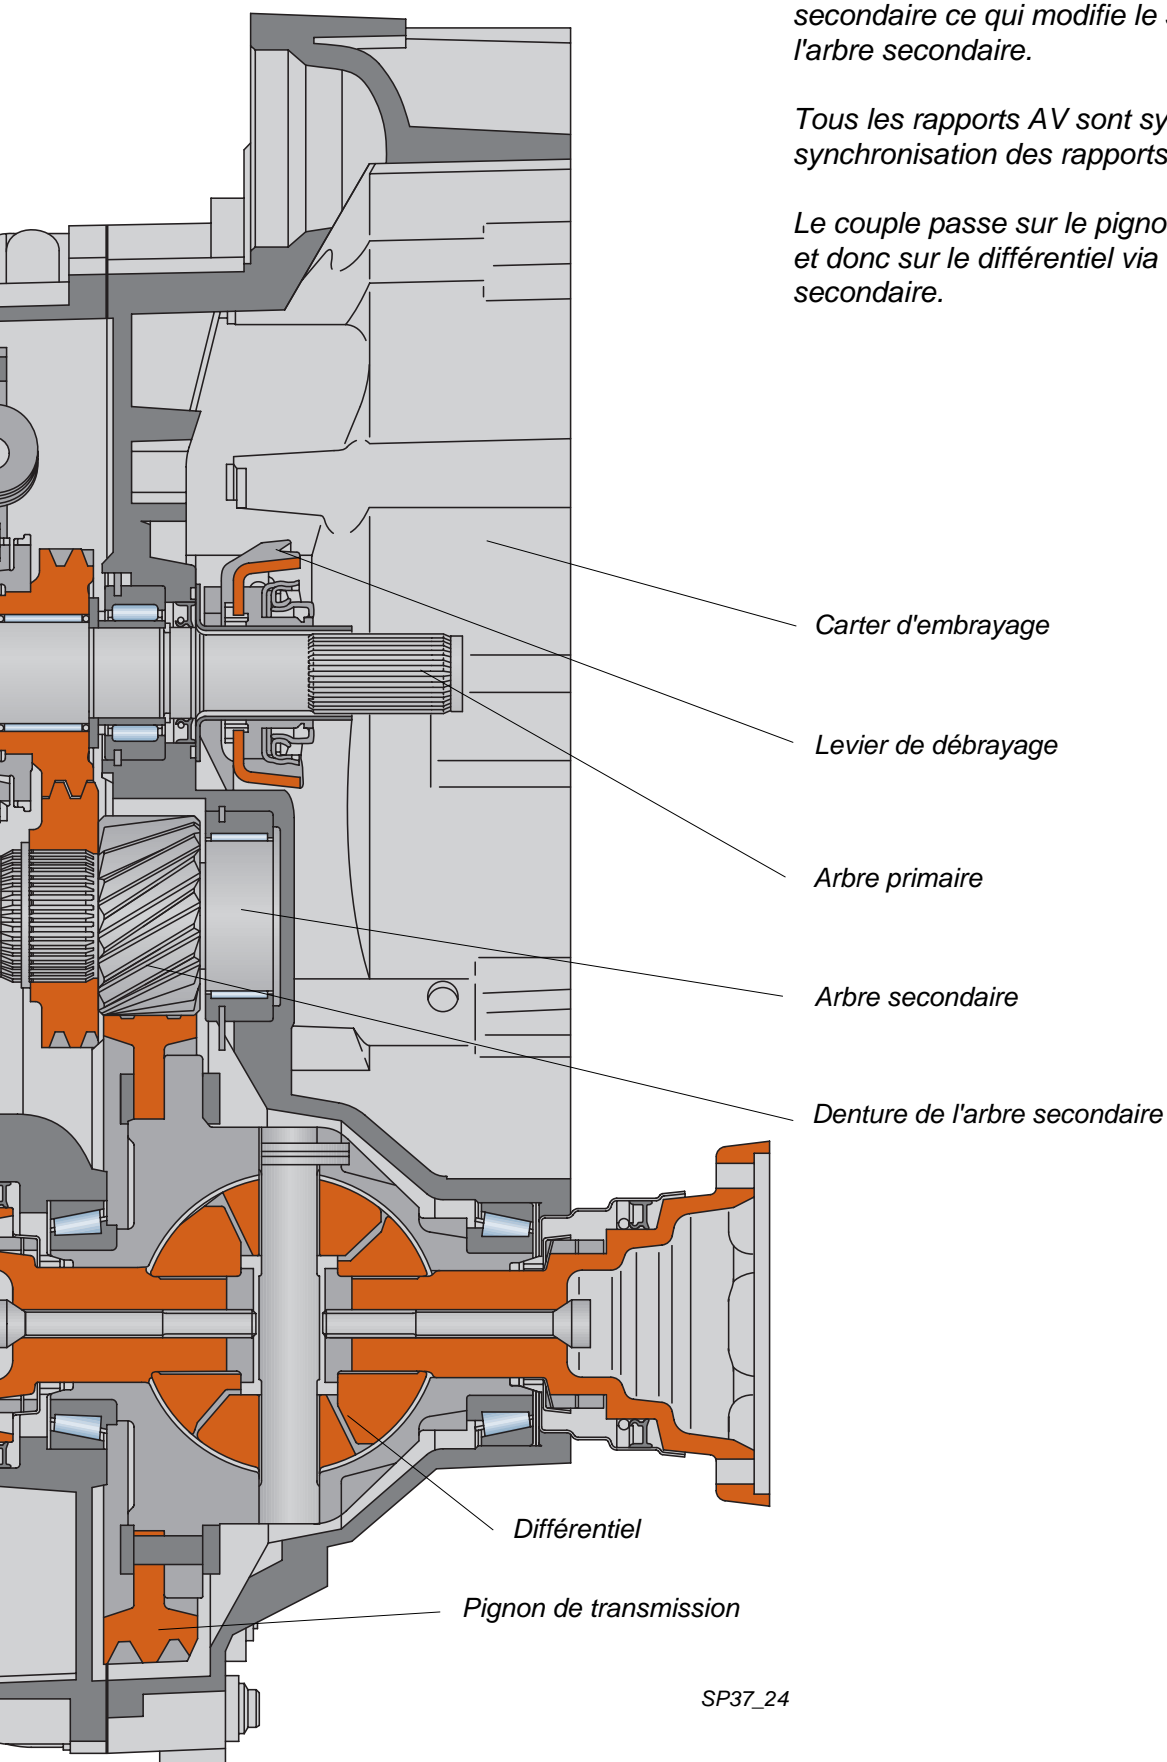 secondaire ce qui modifie le
l'arbre secondaire.
Tous les rapports AV sont
synchronisation des rapports
Le couple passe sur le
et donc sur le différentiel via
secondaire.
Carter d'embrayage
Levier de débrayage
Arbre primaire
Arbre secondaire
Denture de l'arbre secondaire
Différentiel
Pignon de transmission
SP37_24